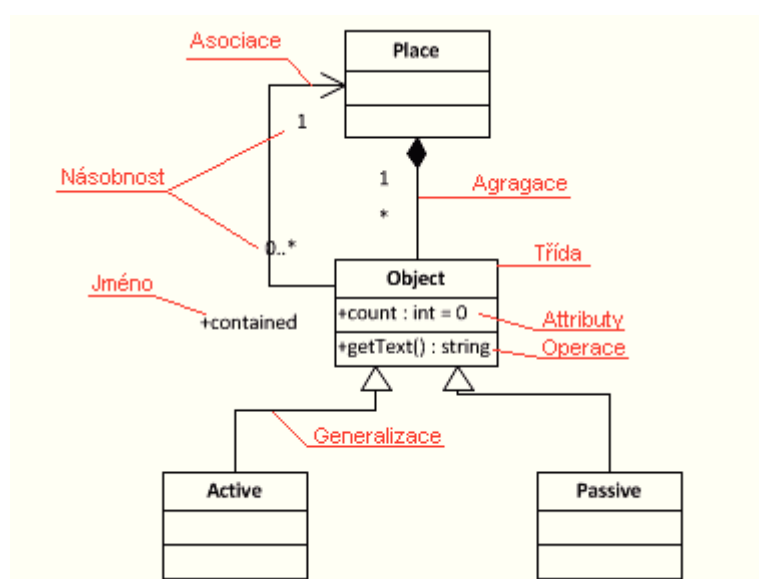 Asociace
Place
1
Násobnost
1
Agragace
*
0..*
Třída
Object
Jméno
+contained
+count : int = 0
Attributy
+getText() : string
Operace
Generalizace
Active
Passive